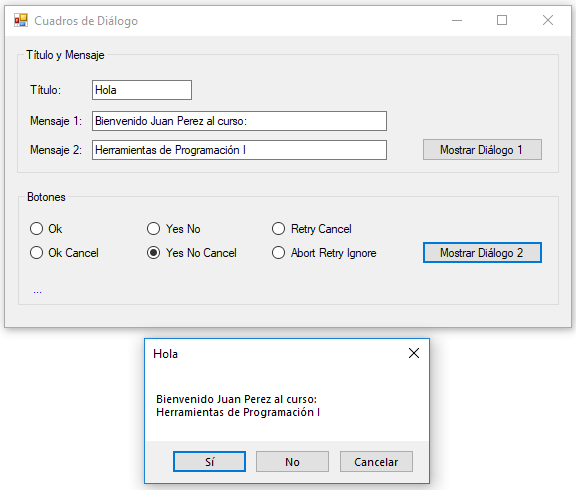 Cuadros de Diálogo
Título y Mensaje
Título: Hola
Mensaje 1: Bienvenido Juan Perez al curso:
Mensaje 2: Herramientas de Programación I Mostrar Diálogo 1
Botones
Ok Yes No Retry Cancel
Ok Cancel Yes No Cancel Abort Retry Ignore Mostrar Diálogo 2
...
Hola
Bienvenido Juan Perez al curso:
Herramientas de Programación I
Sí No Cancelar